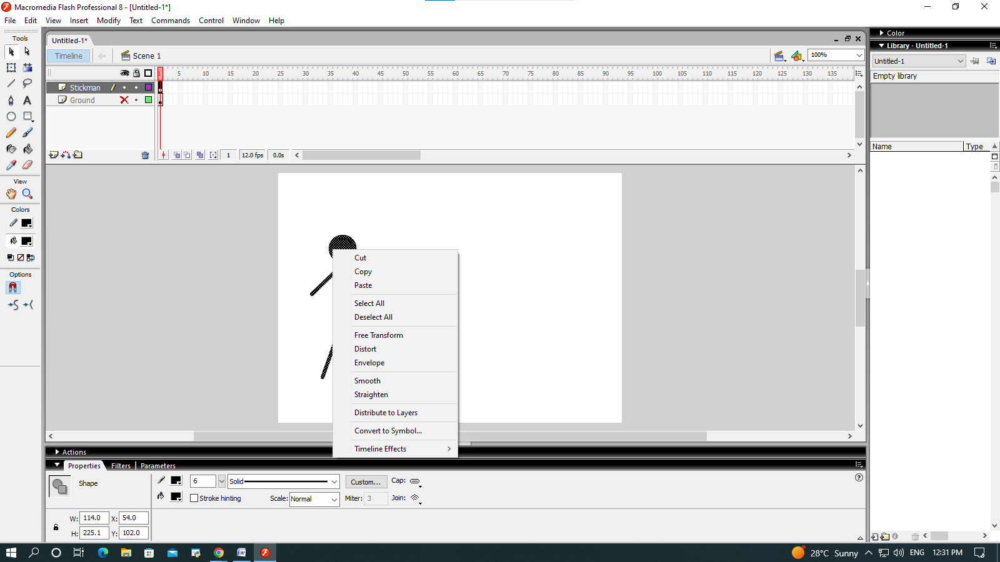 Macromedia Flash Professional 8 - [Untitled-1*]
File Edit View Insert Modify Text Commands Control Window Help
Tools
Untitled-1*
Timeline
Scene 1
100%
1 5 10 15 20 25 30 35 40 45 50 55 60 65 70 75 80 85 90 95 100 105 110 115 120 125 130 135
Stickman
Ground
1 12.0 fps 0.0s
View
Colors
Options
Color
Library - Untitled-1
Untitled-1
Empty library
Name Type
Cut
Copy
Paste
Select All
Deselect All
Free Transform
Distort
Envelope
Smooth
Straighten
Distribute to Layers
Convert to Symbol...
Timeline Effects
Actions
Properties Filters Parameters
Shape
6 Solid Custom... Cap:
Stroke hinting Scale: Normal Miter: 3 Join:
W: 114.0 X: 54.0
H: 225.1 Y: 102.0
28°C Sunny ENG 12:31 PM